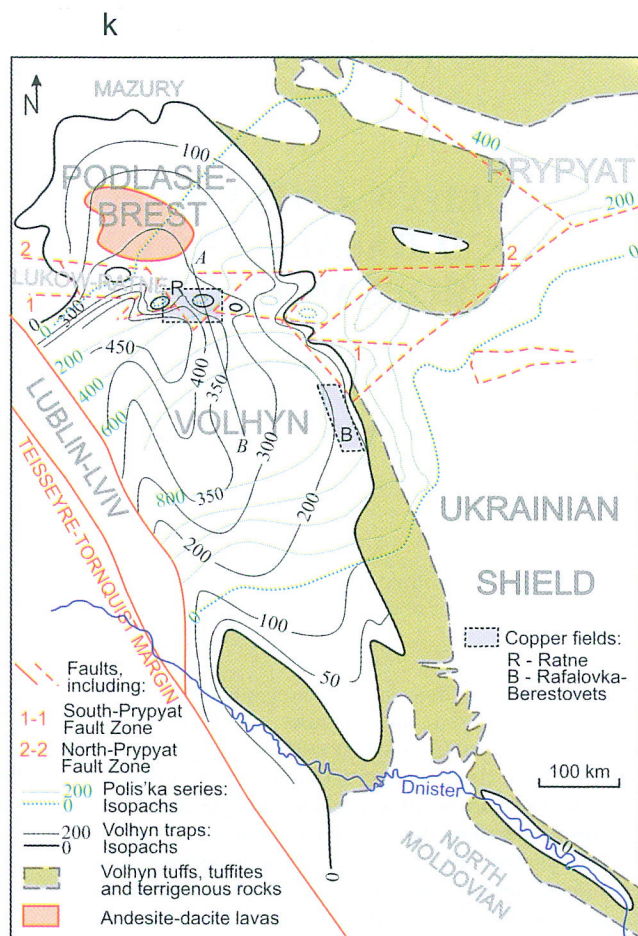 k
N
MAZURY
100
400
PODLASIE-
BREST
PRYPYAT
200
A
2
2
0
LUKOW-RATNE
R
1
0
0
300
200
450
400
1
400
350
LUBLIN-LVIV
600
VOLHYN
B
B
300
800
350
200
UKRAINIAN
SHIELD
TEISSEYRE-TORNQUIST MARGIN
200
0
100
50
Copper fields:
R - Ratne
B - Rafalovka-
Berestovets
Faults,
including:
1-1 South-Prypyat
Fault Zone
2-2 North-Prypyat
Fault Zone
100 km
200 Polis'ka series:
0 Isopachs
Dnister
200 Volhyn traps:
0 Isopachs
0
0
NORTH
MOLDOVIAN
Volhyn tuffs, tuffites
and terrigenous rocks
Andesite-dacite lavas